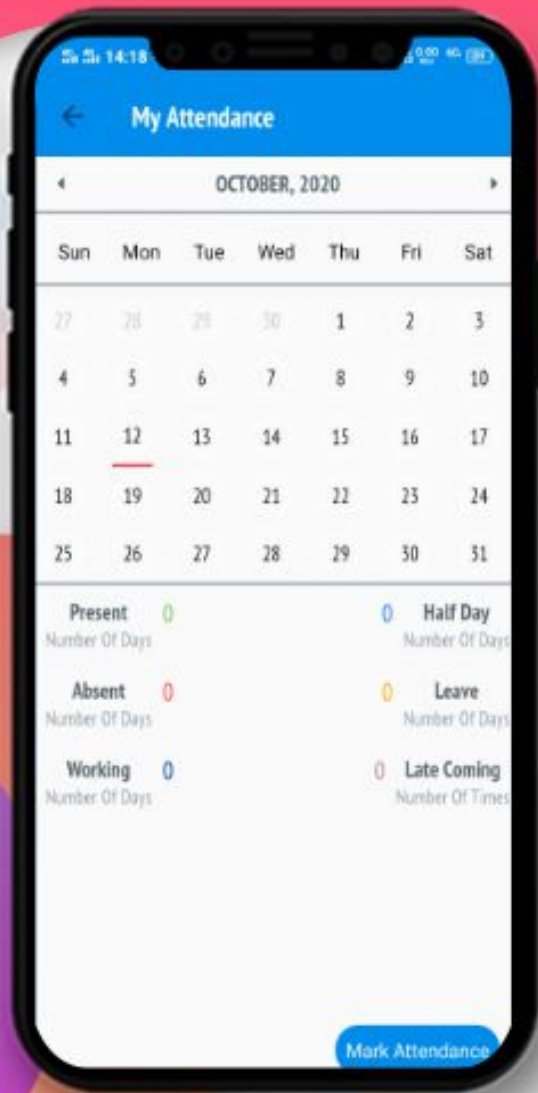 14:18
My Attendance
OCTOBER, 2020
Sun Mon Tue Wed Thu Fri Sat
27 28 29 30 1 2 3
4 5 6 7 8 9 10
11 12 13 14 15 16 17
18 19 20 21 22 23 24
25 26 27 28 29 30 31
Present 0 0 Half Day
Number Of Days Number Of Days
Absent 0 0 Leave
Number Of Days Number Of Days
Working 0 0 Late Coming
Number Of Days Number Of Times
Mark Attendance